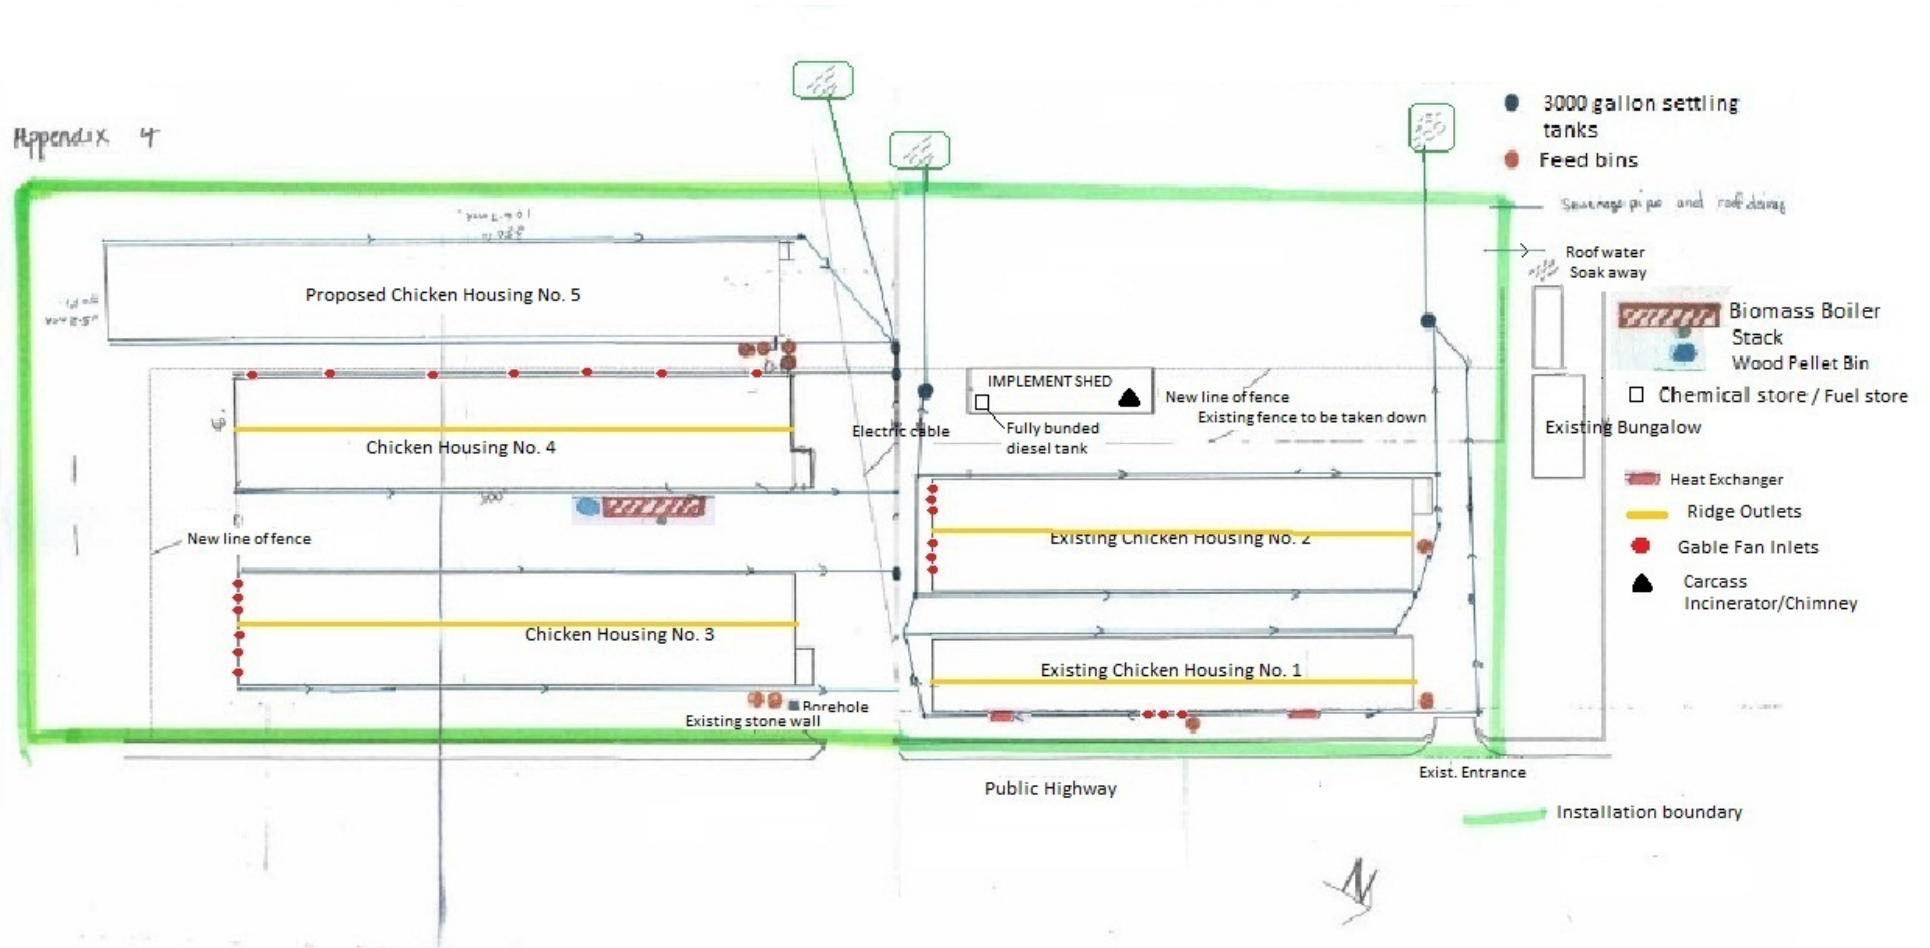 Appendix 4
3000 gallon settling
tanks
Feed bins
Sewerage pipe and roof drains
Roof water
Soak away
Biomass Boiler
Stack
Wood Pellet Bin
Chemical store / Fuel store
Existing Bungalow
Heat Exchanger
Ridge Outlets
Gable Fan Inlets
Carcass
Incinerator/Chimney
Proposed Chicken Housing No. 5
Chicken Housing No. 4
IMPLEMENT SHED
New line of fence
Existing fence to be taken down
Electric cable
Fully bunded
diesel tank
300'
New line of fence
Existing Chicken Housing No. 2
Chicken Housing No. 3
Existing Chicken Housing No. 1
Borehole
Existing stone wall
Exist. Entrance
Public Highway
Installation boundary
N